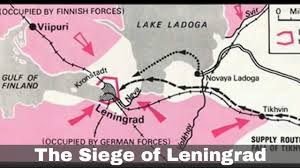 OCCUPIED BY FINNISH FORCES)
Viipuri
LAKE LADOGA
Svir
GULF OF
FINLAND
Kronstadt
Leningrad
Neva
Novaya Ladoga
Tikhvin
(OCCUPIED BY GERMAN FORCES)
SUPPLY ROUTE
The Siege of Leningrad